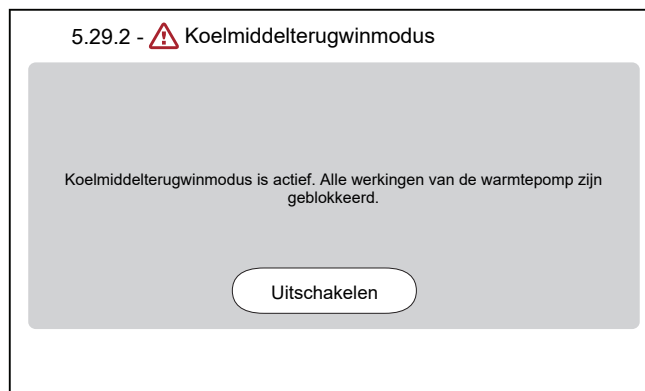 5.29.2 - Koelmiddelterugwinmodus
Koelmiddelterugwinmodus is actief. Alle werkingen van de warmtepomp zijn
geblokkeerd.
Uitschakelen